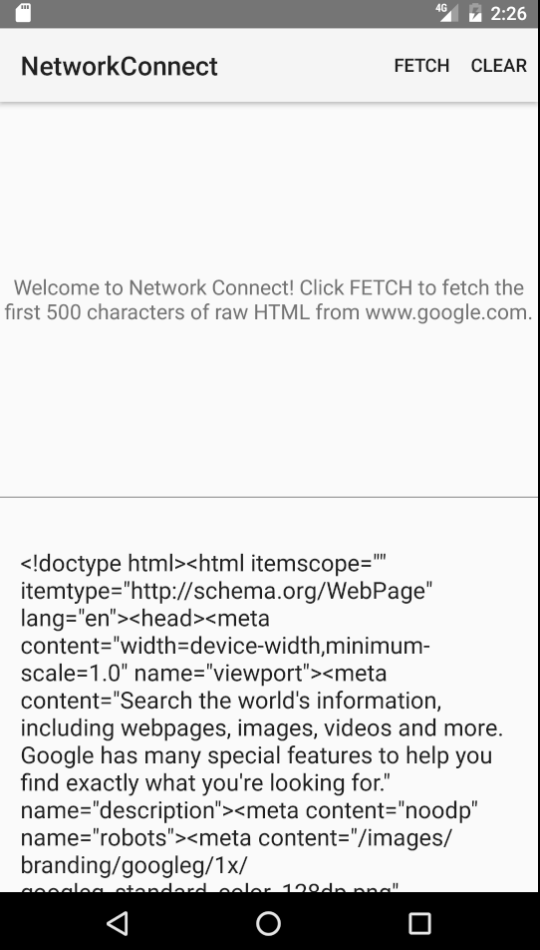 4G 2:26
NetworkConnect FETCH CLEAR
Welcome to Network Connect! Click FETCH to fetch the
first 500 characters of raw HTML from www.google.com.
<!doctype html><html itemscope=""
itemtype="http://schema.org/WebPage"
lang="en"><head><meta
content="width=device-width,minimum-
scale=1.0" name="viewport"><meta
content="Search the world's information,
including webpages, images, videos and more.
Google has many special features to help you
find exactly what you're looking for."
name="description"><meta content="noodp"
name="robots"><meta content="/images/
branding/googleg/1x/
googleg_standard_color_128dp.png"